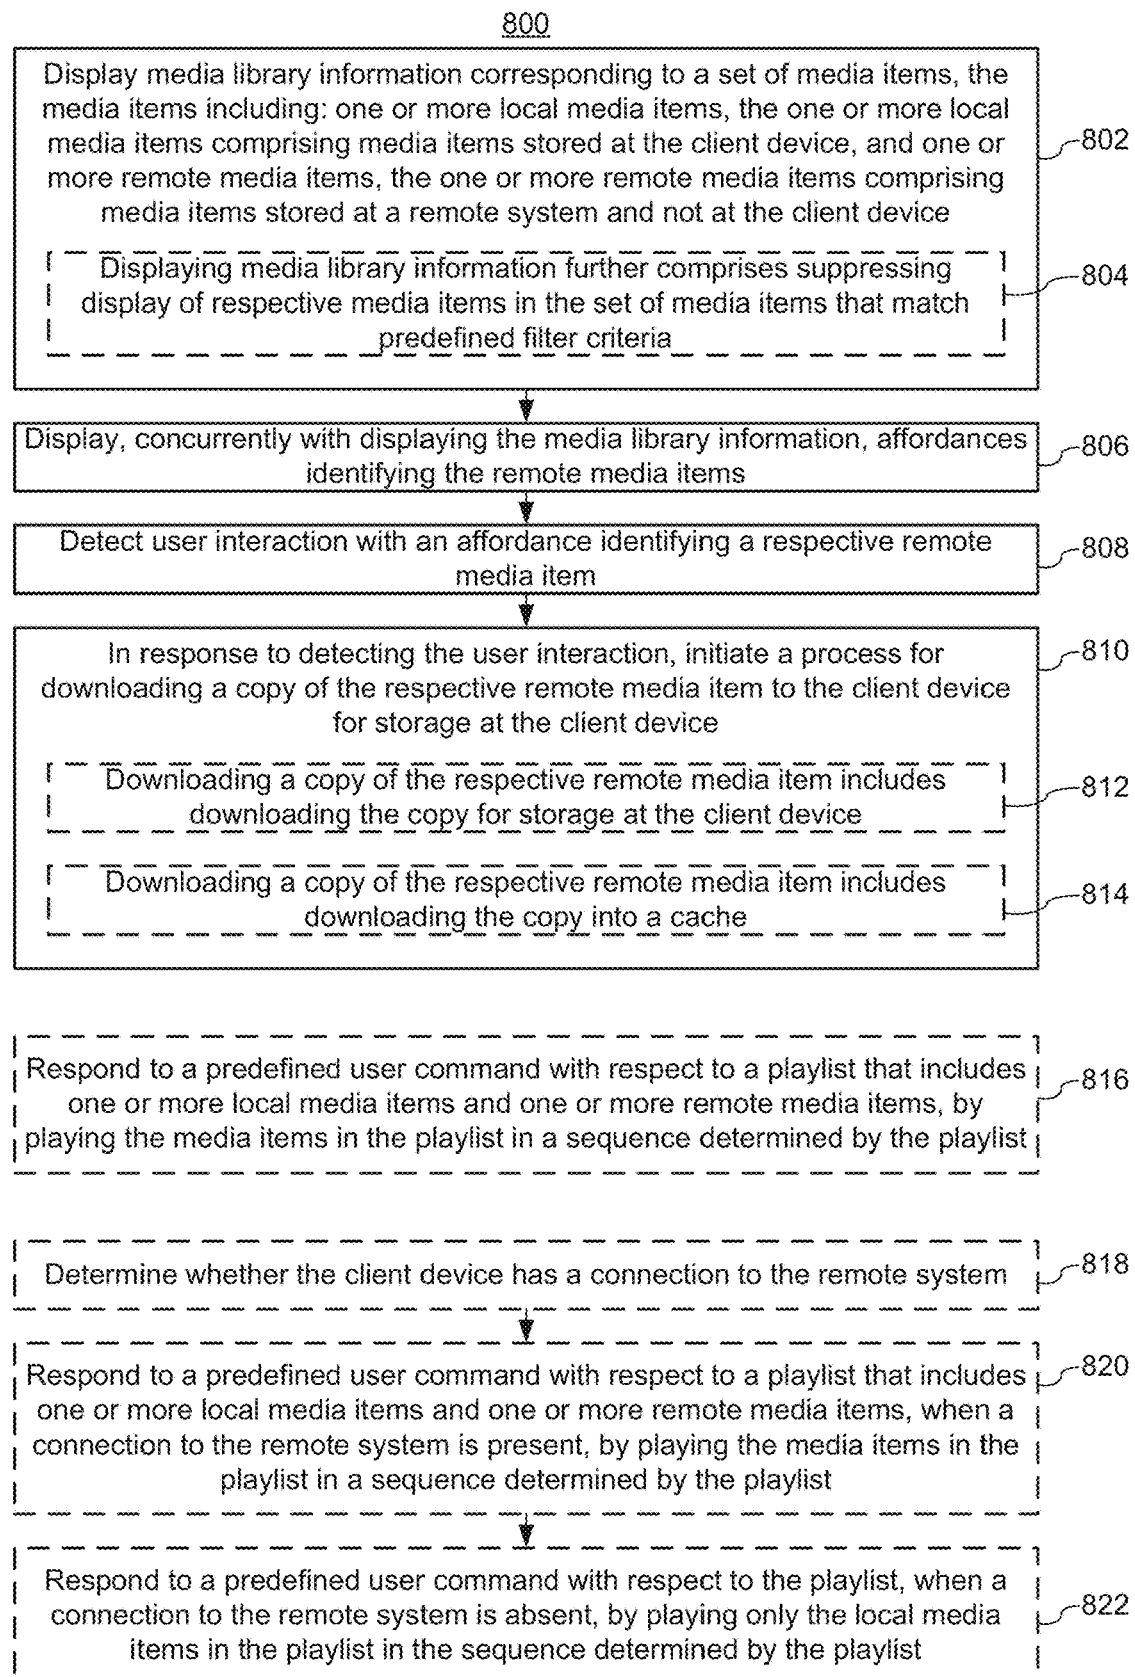 800
Display media library information corresponding to a set of media items, the
media items including: one or more local media items, the one or more local
media items comprising media items stored at the client device, and one or
more remote media items, the one or more remote media items comprising
media items stored at a remote system and not at the client device
802
Displaying media library information further comprises suppressing
display of respective media items in the set of media items that match
predefined filter criteria
804
Display, concurrently with displaying the media library information, affordances
identifying the remote media items
806
Detect user interaction with an affordance identifying a respective remote
media item
808
In response to detecting the user interaction, initiate a process for
downloading a copy of the respective remote media item to the client device
for storage at the client device
810
Downloading a copy of the respective remote media item includes
downloading the copy for storage at the client device
812
Downloading a copy of the respective remote media item includes
downloading the copy into a cache
814
Respond to a predefined user command with respect to a playlist that includes
one or more local media items and one or more remote media items, by
playing the media items in the playlist in a sequence determined by the playlist
816
Determine whether the client device has a connection to the remote system
818
Respond to a predefined user command with respect to a playlist that includes
one or more local media items and one or more remote media items, when a
connection to the remote system is present, by playing the media items in the
playlist in a sequence determined by the playlist
820
Respond to a predefined user command with respect to the playlist, when a
connection to the remote system is absent, by playing only the local media
items in the playlist in the sequence determined by the playlist
822